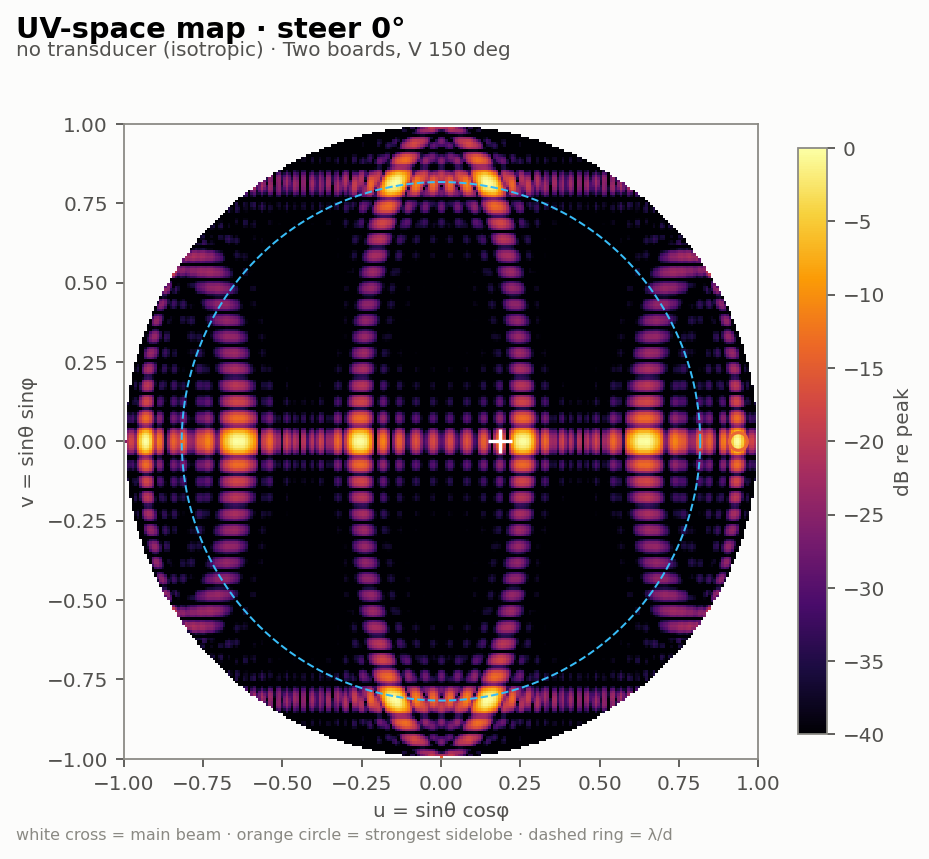 UV-space map · steer 0°
no transducer (isotropic) · Two boards, V 150 deg
1.00
0.75
0.50
0.25
0.00
−0.25
−0.50
−0.75
−1.00
v = sinθ sinφ
−1.00 −0.75 −0.50 −0.25 0.00 0.25 0.50 0.75 1.00
u = sinθ cosφ
0
−5
−10
−15
−20
−25
−30
−35
−40
dB re peak
white cross = main beam · orange circle = strongest sidelobe · dashed ring = λ/d